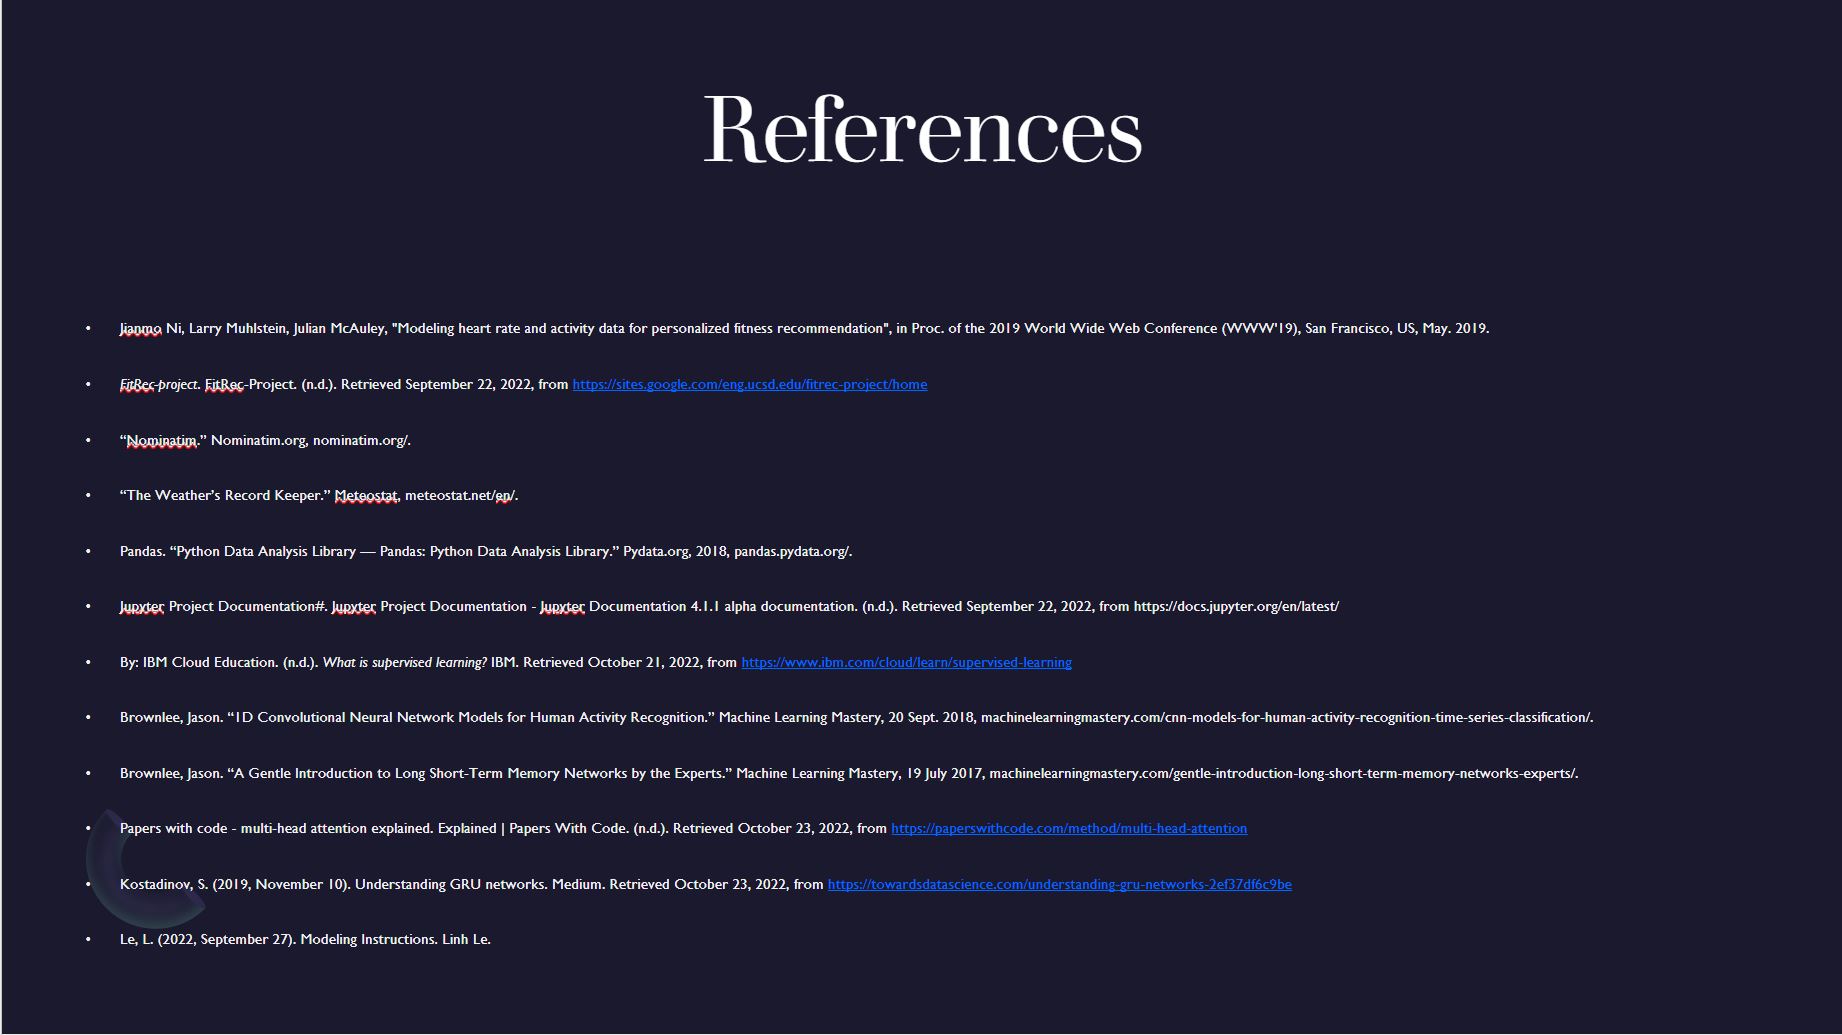 References
• Jianmo Ni, Larry Muhlstein, Julian McAuley, "Modeling heart rate and activity data for personalized fitness recommendation", in Proc. of the 2019 World Wide Web Conference (WWW'19), San Francisco, US, May. 2019.
• FitRec-project. FitRec-Project. (n.d.). Retrieved September 22, 2022, from https://sites.google.com/eng.ucsd.edu/fitrec-project/home
• “Nominatim.” Nominatim.org, nominatim.org/.
• “The Weather’s Record Keeper.” Meteostat, meteostat.net/en/.
• Pandas. “Python Data Analysis Library — Pandas: Python Data Analysis Library.” Pydata.org, 2018, pandas.pydata.org/.
• Jupyter Project Documentation#. Jupyter Project Documentation - Jupyter Documentation 4.1.1 alpha documentation. (n.d.). Retrieved September 22, 2022, from https://docs.jupyter.org/en/latest/
• By: IBM Cloud Education. (n.d.). What is supervised learning? IBM. Retrieved October 21, 2022, from https://www.ibm.com/cloud/learn/supervised-learning
• Brownlee, Jason. “1D Convolutional Neural Network Models for Human Activity Recognition.” Machine Learning Mastery, 20 Sept. 2018, machinelearningmastery.com/cnn-models-for-human-activity-recognition-time-series-classification/.
• Brownlee, Jason. “A Gentle Introduction to Long Short-Term Memory Networks by the Experts.” Machine Learning Mastery, 19 July 2017, machinelearningmastery.com/gentle-introduction-long-short-term-memory-networks-experts/.
• Papers with code - multi-head attention explained. Explained | Papers With Code. (n.d.). Retrieved October 23, 2022, from https://paperswithcode.com/method/multi-head-attention
• Kostadinov, S. (2019, November 10). Understanding GRU networks. Medium. Retrieved October 23, 2022, from https://towardsdatascience.com/understanding-gru-networks-2ef37df6c9be
• Le, L. (2022, September 27). Modeling Instructions. Linh Le.